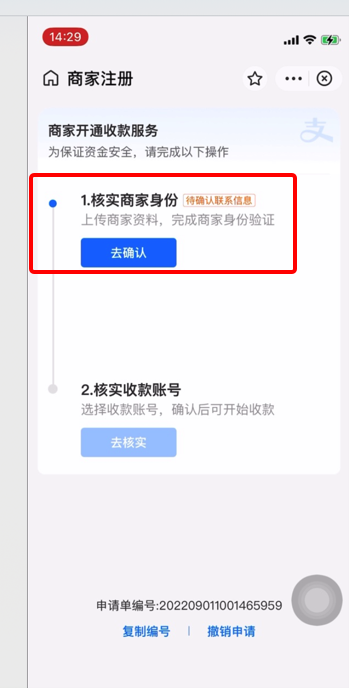 14:29
商家注册
商家开通收款服务
为保证资金安全，请完成以下操作
支
1.核实商家身份 待确认联系信息
上传商家资料，完成商家身份验证
去确认
2.核实收款账号
选择收款账号，确认后可开始收款
去核实
申请单编号:202209011001465959
复制编号 | 撤销申请